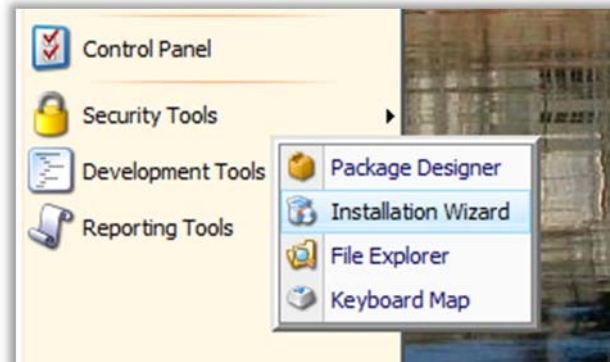 Control Panel
Security Tools
Development Tools
Reporting Tools
Package Designer
Installation Wizard
File Explorer
Keyboard Map